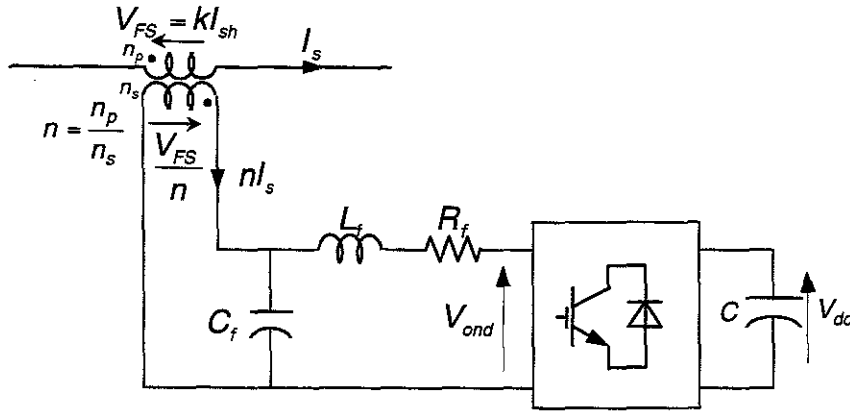 V_FS = kI_sh
I_s
n_p
n_s
n = n_p / n_s
V_FS / n
nI_s
L_f
R_f
C_f
V_ond
C
V_dc